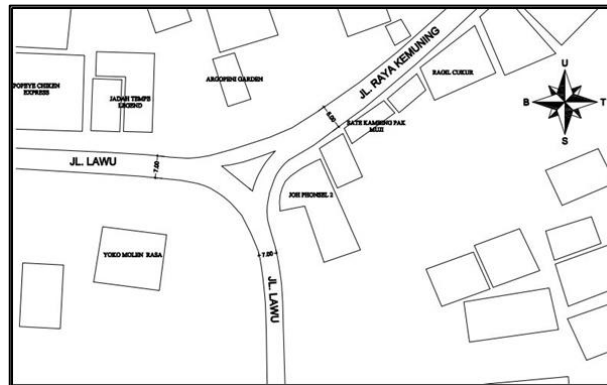 JL. RAYA KEMUNING
RAGIL CUKUR
ARGOPENI GARDEN
POPEYE CHIKEN
EXPRESS
JADAH TEMPE
LEGEND
U
B
T
S
SATE KAMBING PAK
MUJI
JL. LAWU
7.00
JOH PHONSEL 2
YOKO MOLEN RASA
7.00
JL. LAWU